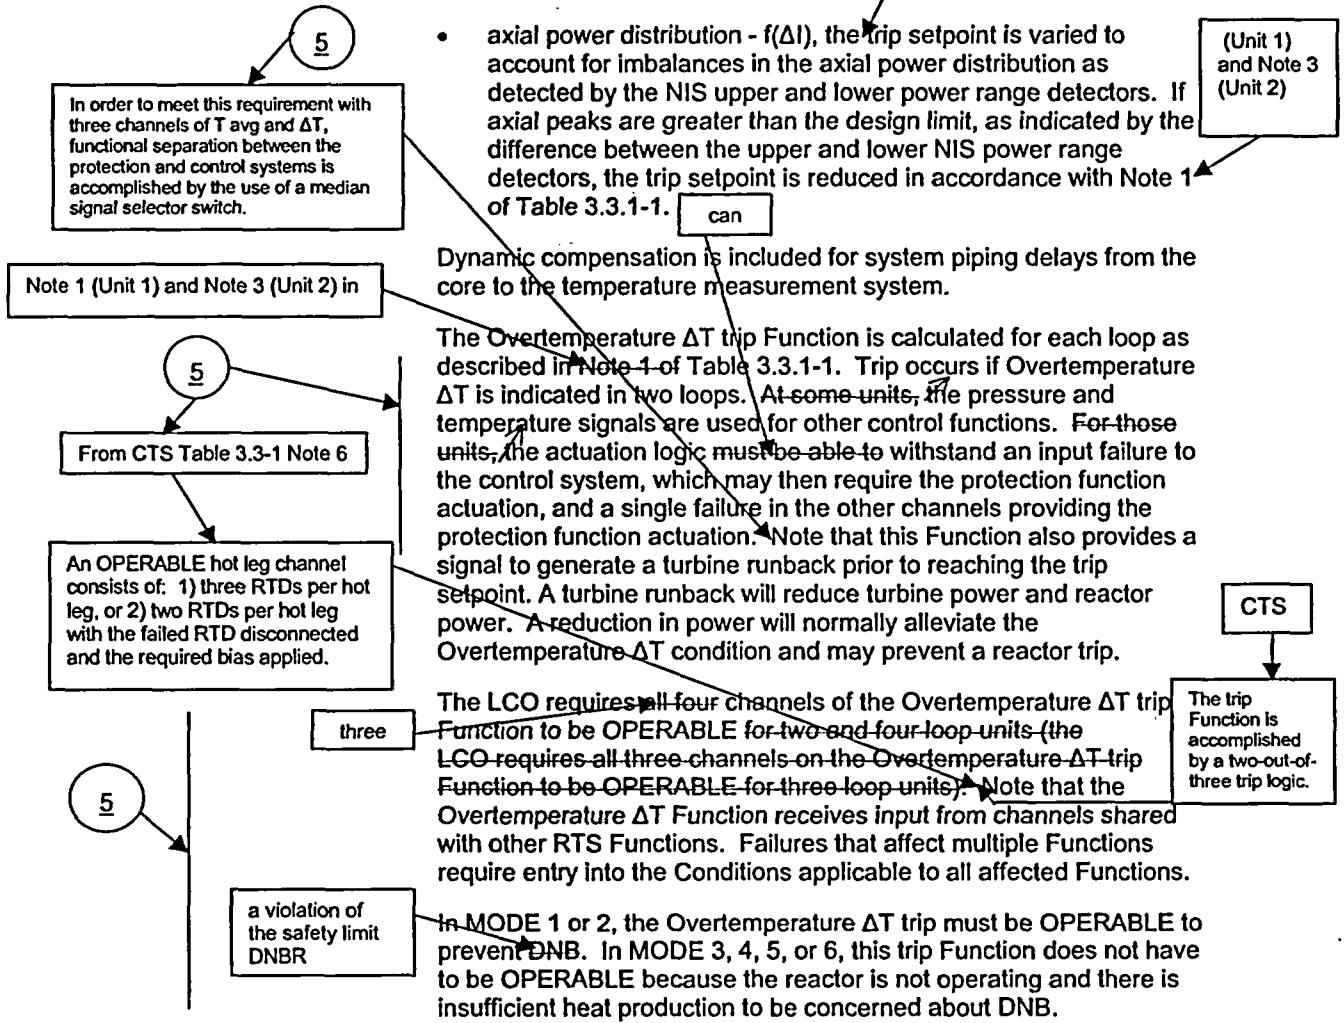 5
In order to meet this requirement with
three channels of T avg and ΔT,
functional separation between the
protection and control systems is
accomplished by the use of a median
signal selector switch.
• axial power distribution - f(ΔI), the trip setpoint is varied to
account for imbalances in the axial power distribution as
detected by the NIS upper and lower power range detectors. If
axial peaks are greater than the design limit, as indicated by the
difference between the upper and lower NIS power range
detectors, the trip setpoint is reduced in accordance with Note 1
of Table 3.3.1-1.
(Unit 1)
and Note 3
(Unit 2)
can
Dynamic compensation is included for system piping delays from the
core to the temperature measurement system.
Note 1 (Unit 1) and Note 3 (Unit 2) in
The Overtemperature ΔT trip Function is calculated for each loop as
described in Note 1 of Table 3.3.1-1. Trip occurs if Overtemperature
ΔT is indicated in two loops. At some units, the pressure and
temperature signals are used for other control functions. For those
units, the actuation logic must be able to withstand an input failure to
the control system, which may then require the protection function
actuation, and a single failure in the other channels providing the
protection function actuation. Note that this Function also provides a
signal to generate a turbine runback prior to reaching the trip
setpoint. A turbine runback will reduce turbine power and reactor
power. A reduction in power will normally alleviate the
Overtemperature ΔT condition and may prevent a reactor trip.
5
From CTS Table 3.3-1 Note 6
An OPERABLE hot leg channel
consists of: 1) three RTDs per hot
leg, or 2) two RTDs per hot leg
with the failed RTD disconnected
and the required bias applied.
CTS
The trip
Function is
accomplished
by a two-out-of-
three trip logic.
three
The LCO requires all four channels of the Overtemperature ΔT trip
Function to be OPERABLE for two and four loop units (the
LCO requires all three channels on the Overtemperature ΔT trip
Function to be OPERABLE for three loop units). Note that the
Overtemperature ΔT Function receives input from channels shared
with other RTS Functions. Failures that affect multiple Functions
require entry into the Conditions applicable to all affected Functions.
5
a violation of
the safety limit
DNBR
In MODE 1 or 2, the Overtemperature ΔT trip must be OPERABLE to
prevent DNB. In MODE 3, 4, 5, or 6, this trip Function does not have
to be OPERABLE because the reactor is not operating and there is
insufficient heat production to be concerned about DNB.